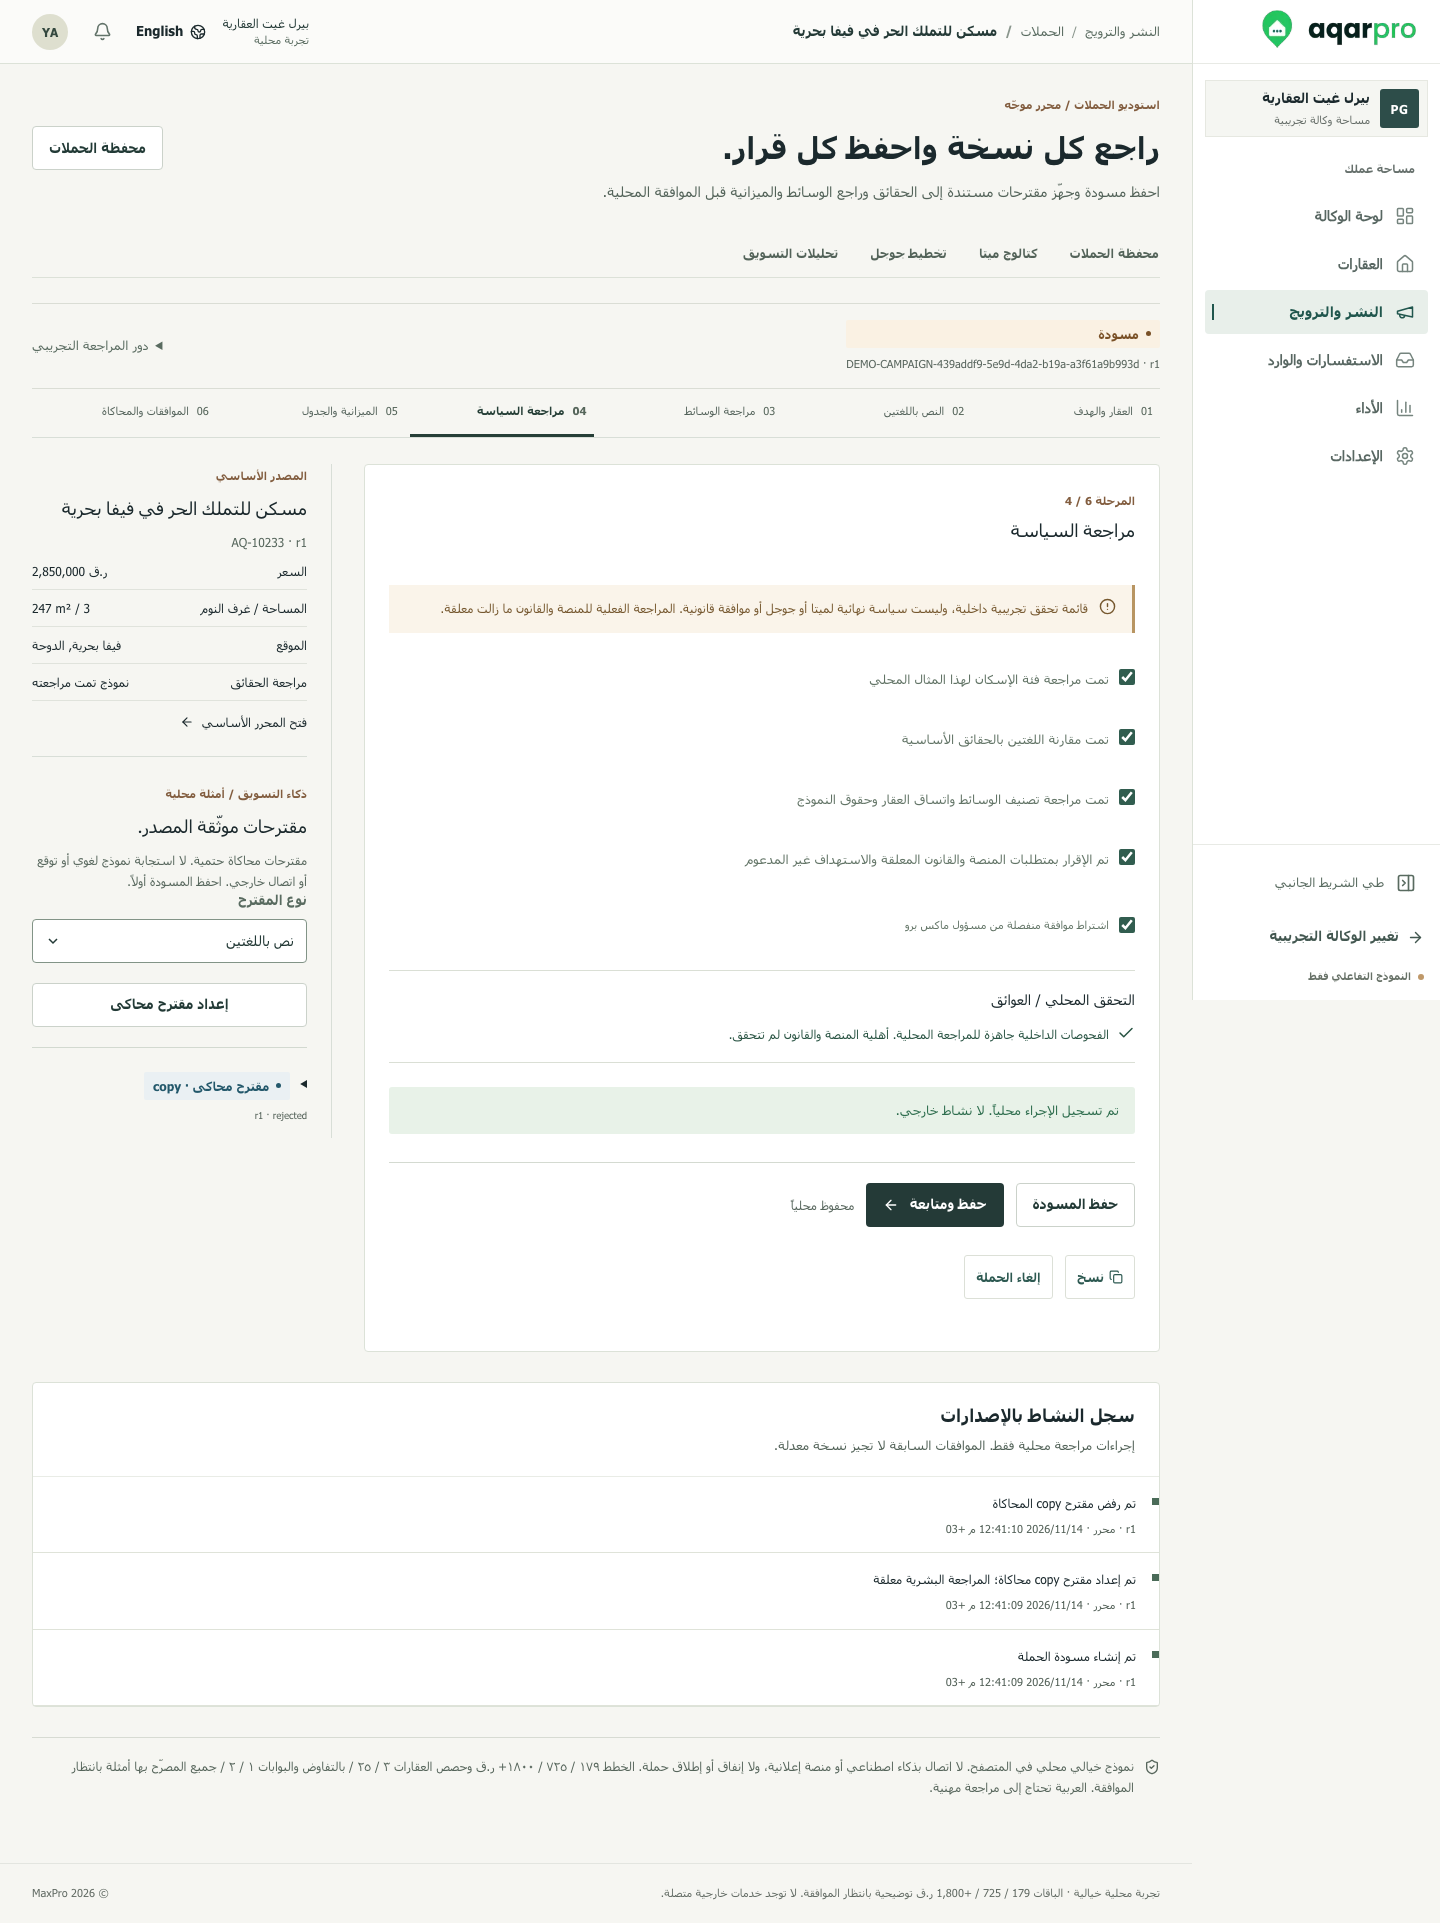 aqarpro
PG
بيرل غيت العقارية
مساحة وكالة تجريبية
مساحة عملك
لوحة الوكالة
العقارات
النشر والترويج
الاستفسارات والوارد
الأداء
الإعدادات
طي الشريط الجانبي
تغيير الوكالة التجريبية
النموذج التفاعلي فقط
النشر والترويج / الحملات / مسكن للتملك الحر في فيفا بحرية
بيرل غيت العقارية
تجربة محلية
English
YA
استوديو الحملات / محرر موجّه
راجع كل نسخة واحفظ كل قرار.
احفظ مسودة وجهّز مقترحات مستندة إلى الحقائق وراجع الوسائط والميزانية قبل الموافقة المحلية.
محفظة الحملات
محفظة الحملات
كتالوج ميتا
تخطيط جوجل
تحليلات التسويق
مسودة
DEMO-CAMPAIGN-439addf9-5e9d-4da2-b19a-a3f61a9b993d · r1
دور المراجعة التجريبي
01 العقار والهدف
02 النص باللغتين
03 مراجعة الوسائط
04 مراجعة السياسة
05 الميزانية والجدول
06 الموافقات والمحاكاة
المرحلة 6 / 4
مراجعة السياسة
قائمة تحقق تجريبية داخلية، وليست سياسة نهائية لميتا أو جوجل أو موافقة قانونية. المراجعة الفعلية للمنصة والقانون ما زالت معلقة.
تمت مراجعة فئة الإسكان لهذا المثال المحلي
تمت مقارنة اللغتين بالحقائق الأساسية
تمت مراجعة تصنيف الوسائط واتساق العقار وحقوق النموذج
تم الإقرار بمتطلبات المنصة والقانون المعلقة والاستهداف غير المدعوم
اشتراط موافقة منفصلة من مسؤول ماكس برو
التحقق المحلي / العوائق
الفحوصات الداخلية جاهزة للمراجعة المحلية. أهلية المنصة والقانون لم تتحقق.
تم تسجيل الإجراء محلياً. لا نشاط خارجي.
حفظ المسودة
حفظ ومتابعة
محفوظ محلياً
نسخ
إلغاء الحملة
المصدر الأساسي
مسكن للتملك الحر في فيفا بحرية
AQ-10233 · r1
السعر
ر.ق 2,850,000
المساحة / غرف النوم
247 m² / 3
الموقع
فيفا بحرية, الدوحة
مراجعة الحقائق
نموذج تمت مراجعته
فتح المحرر الأساسي
ذكاء التسويق / أمثلة محلية
مقترحات موثّقة المصدر.
مقترحات محاكاة حتمية. لا استجابة نموذج لغوي أو توقع
أو اتصال خارجي. احفظ المسودة أولاً.
نوع المقترح
نص باللغتين
إعداد مقترح محاكى
مقترح محاكى · copy
r1 · rejected
سجل النشاط بالإصدارات
إجراءات مراجعة محلية فقط. الموافقات السابقة لا تجيز نسخة معدلة.
تم رفض مقترح copy المحاكاة
r1 · محرر · 2026/11/14 12:41:10 م +03
تم إعداد مقترح copy محاكاة؛ المراجعة البشرية معلقة
r1 · محرر · 2026/11/14 12:41:09 م +03
تم إنشاء مسودة الحملة
r1 · محرر · 2026/11/14 12:41:09 م +03
نموذج خيالي محلي في المتصفح. لا اتصال بذكاء اصطناعي أو منصة إعلانية، ولا إنفاق أو إطلاق حملة. الخطط ١٧٩ / ٧٢٥ / ١٨٠٠+ ر.ق وحصص العقارات ٣ / ٢٥ / بالتفاوض والبوابات ١ / ٢ / جميع المصرّح بها أمثلة بانتظار
الموافقة. العربية تحتاج إلى مراجعة مهنية.
تجربة محلية خيالية · الباقات 179 / 725 / +1,800 ر.ق توضيحية بانتظار الموافقة. لا توجد خدمات خارجية متصلة.
MaxPro 2026 ©